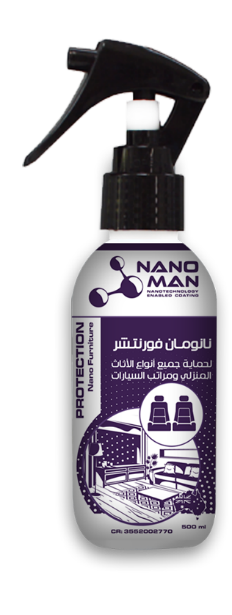 NANO
MAN
NANOTECHNOLOGY
ENABLED COATING
PROTECTION
Nano Furniture
نانومان فورنتشر
لحماية جميع أنواع الأثاث
المنزلي ومراتب السيارات
CR: 3552002770
500 ml